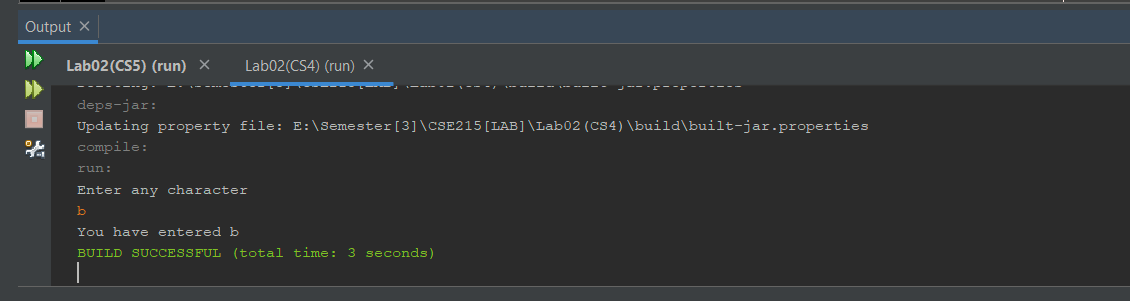 Output
Lab02(CS5) (run) Lab02(CS4) (run)
deps-jar:
Updating property file: E:\Semester[3]\CSE215[LAB]\Lab02(CS4)\build\built-jar.properties
compile:
run:
Enter any character
b
You have entered b
BUILD SUCCESSFUL (total time: 3 seconds)